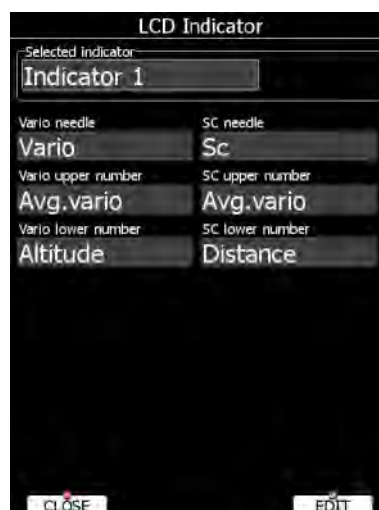 LCD Indicator
Selected indicator
Indicator 1
Vario needle SC needle
Vario Sc
Vario upper number SC upper number
Avg.vario Avg.vario
Vario lower number SC lower number
Altitude Distance
CLOSE EDIT